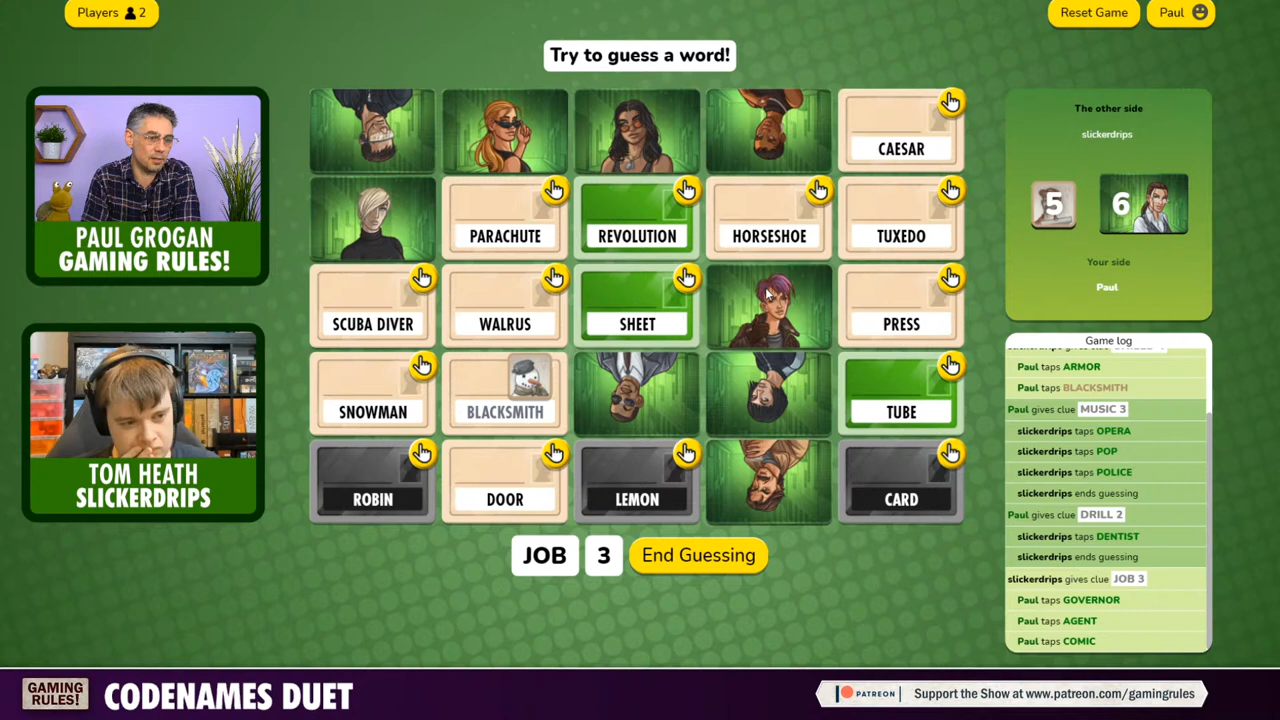 Players 2
Reset Game
Paul
Try to guess a word!
PAUL GROGAN
GAMING RULES!
TOM HEATH
SLICKERDRIPS
CAESAR
PARACHUTE
REVOLUTION
HORSESHOE
TUXEDO
SCUBA DIVER
WALRUS
SHEET
PRESS
SNOWMAN
BLACKSMITH
TUBE
ROBIN
DOOR
LEMON
CARD
JOB
3
End Guessing
The other side
slickerdrips
5
6
Your side
Paul
Game log
Paul taps ARMOR
Paul taps BLACKSMITH
Paul gives clue MUSIC 3
slickerdrips taps OPERA
slickerdrips taps POP
slickerdrips taps POLICE
slickerdrips ends guessing
Paul gives clue DRILL 2
slickerdrips taps DENTIST
slickerdrips ends guessing
slickerdrips gives clue JOB 3
Paul taps GOVERNOR
Paul taps AGENT
Paul taps COMIC
GAMING
RULES!
CODENAMES DUET
PATREON
Support the Show at www.patreon.com/gamingrules